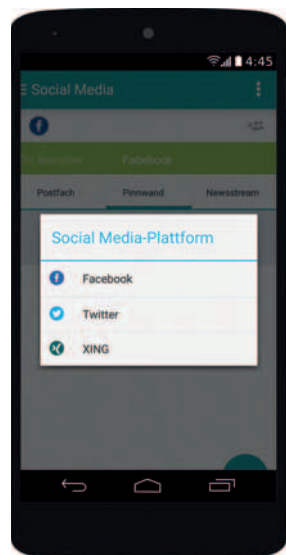 4:45
Social Media
Facebook
Postfach Pinnwand Newsstream
Social Media-Plattform
Facebook
Twitter
XING